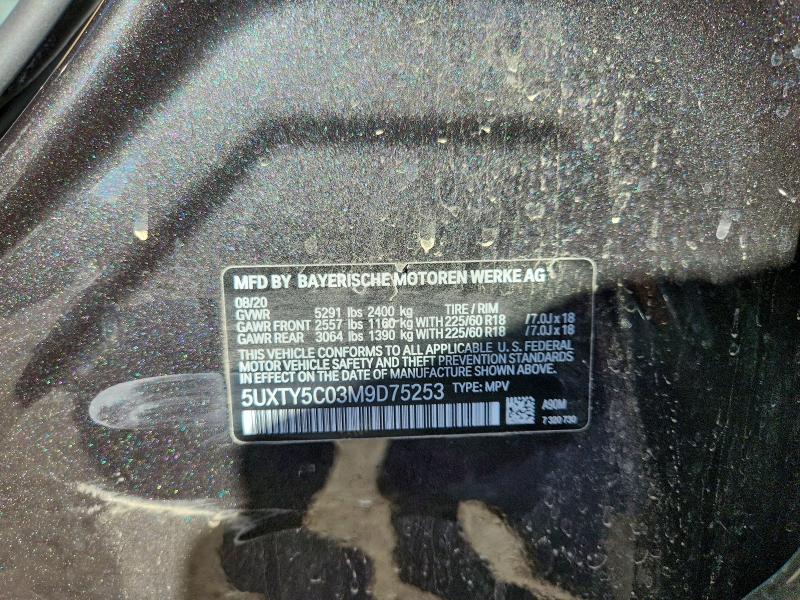 MFD BY BAYERISCHE MOTOREN WERKE AG
08/20
GVWR 5291 lbs 2400 kg TIRE / RIM
GAWR FRONT 2557 lbs 1160 kg WITH 225/60 R18 /7.0J x 18
GAWR REAR 3064 lbs 1390 kg WITH 225/60 R18 /7.0J x 18
THIS VEHICLE CONFORMS TO ALL APPLICABLE U. S. FEDERAL
MOTOR VEHICLE SAFETY AND THEFT PREVENTION STANDARDS
IN EFFECT ON THE DATE OF MANUFACTURE SHOWN ABOVE.
5UXTY5C03M9D75253 TYPE: MPV
A90M
7 320 730